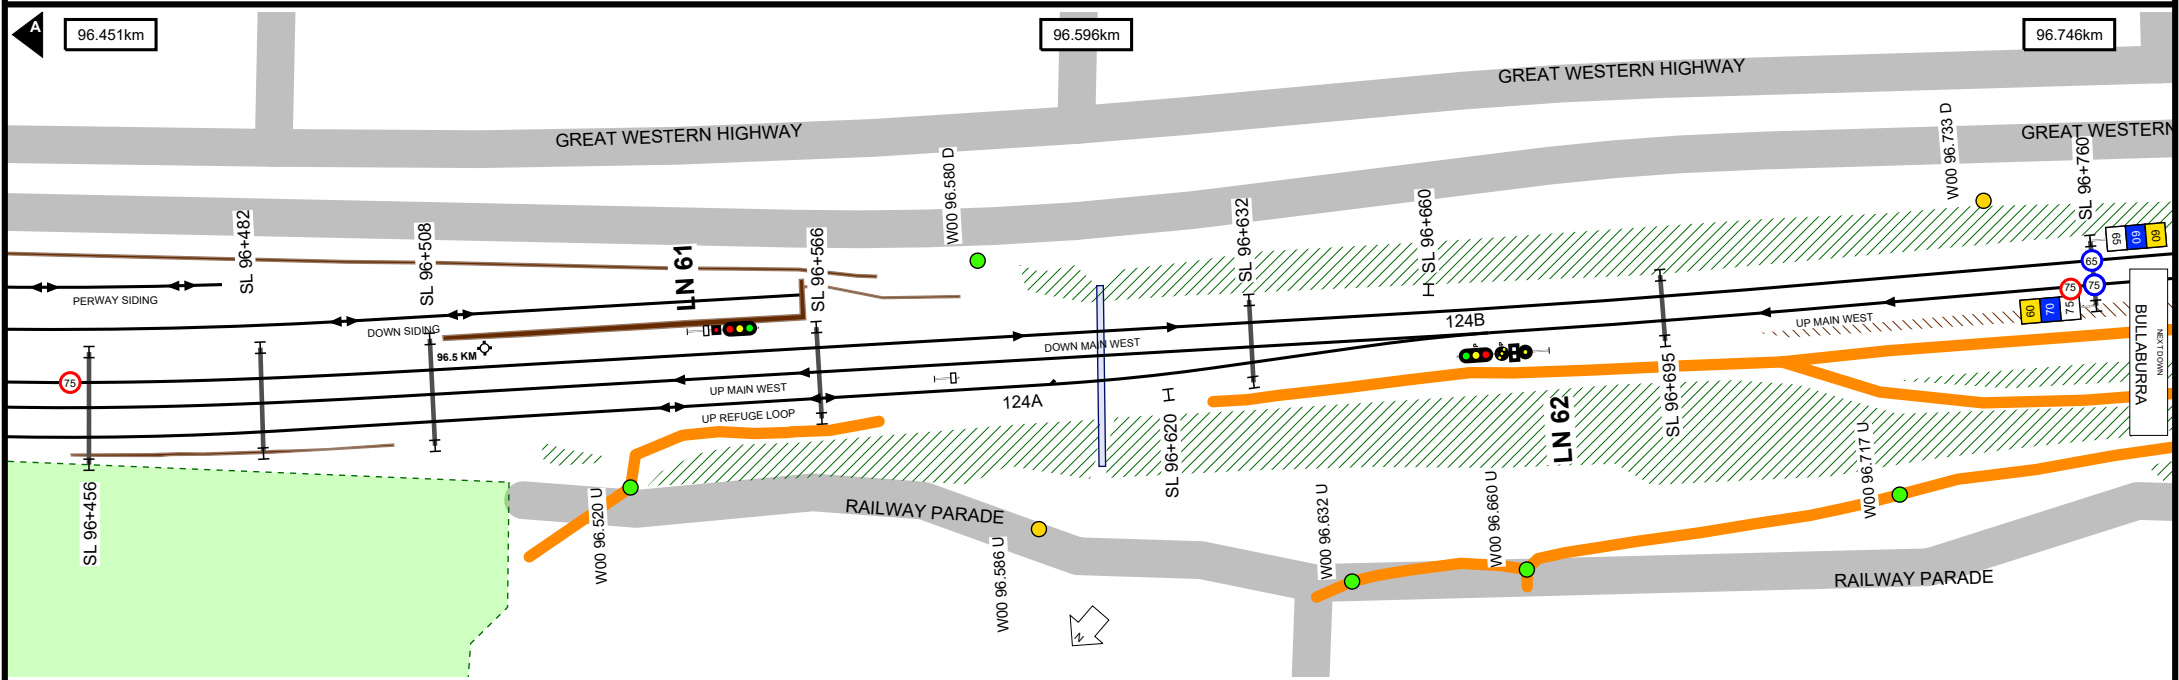 A
96.451km
96.596km
96.746km
GREAT WESTERN HIGHWAY
GREAT WESTERN HIGHWAY
GREAT WESTERN
W00 96.733 D
SL 96+760
W00 96.580 D
SL 96+482
SL 96+508
LN 61
SL 96+566
SL 96+632
SL 96+660
65
60
60
65
75
75
60
70
75
PERWAY SIDING
DOWN SIDING
96.5 KM
DOWN MAIN WEST
124B
UP MAIN WEST
BULLABURRA
NEXT DOWN
75
UP MAIN WEST
UP REFUGE LOOP
124A
SL 96+620
LN 62
SL 96+695
W00 96.717 U
SL 96+456
W00 96.520 U
RAILWAY PARADE
W00 96.586 U
W00 96.632 U
W00 96.660 U
RAILWAY PARADE
N